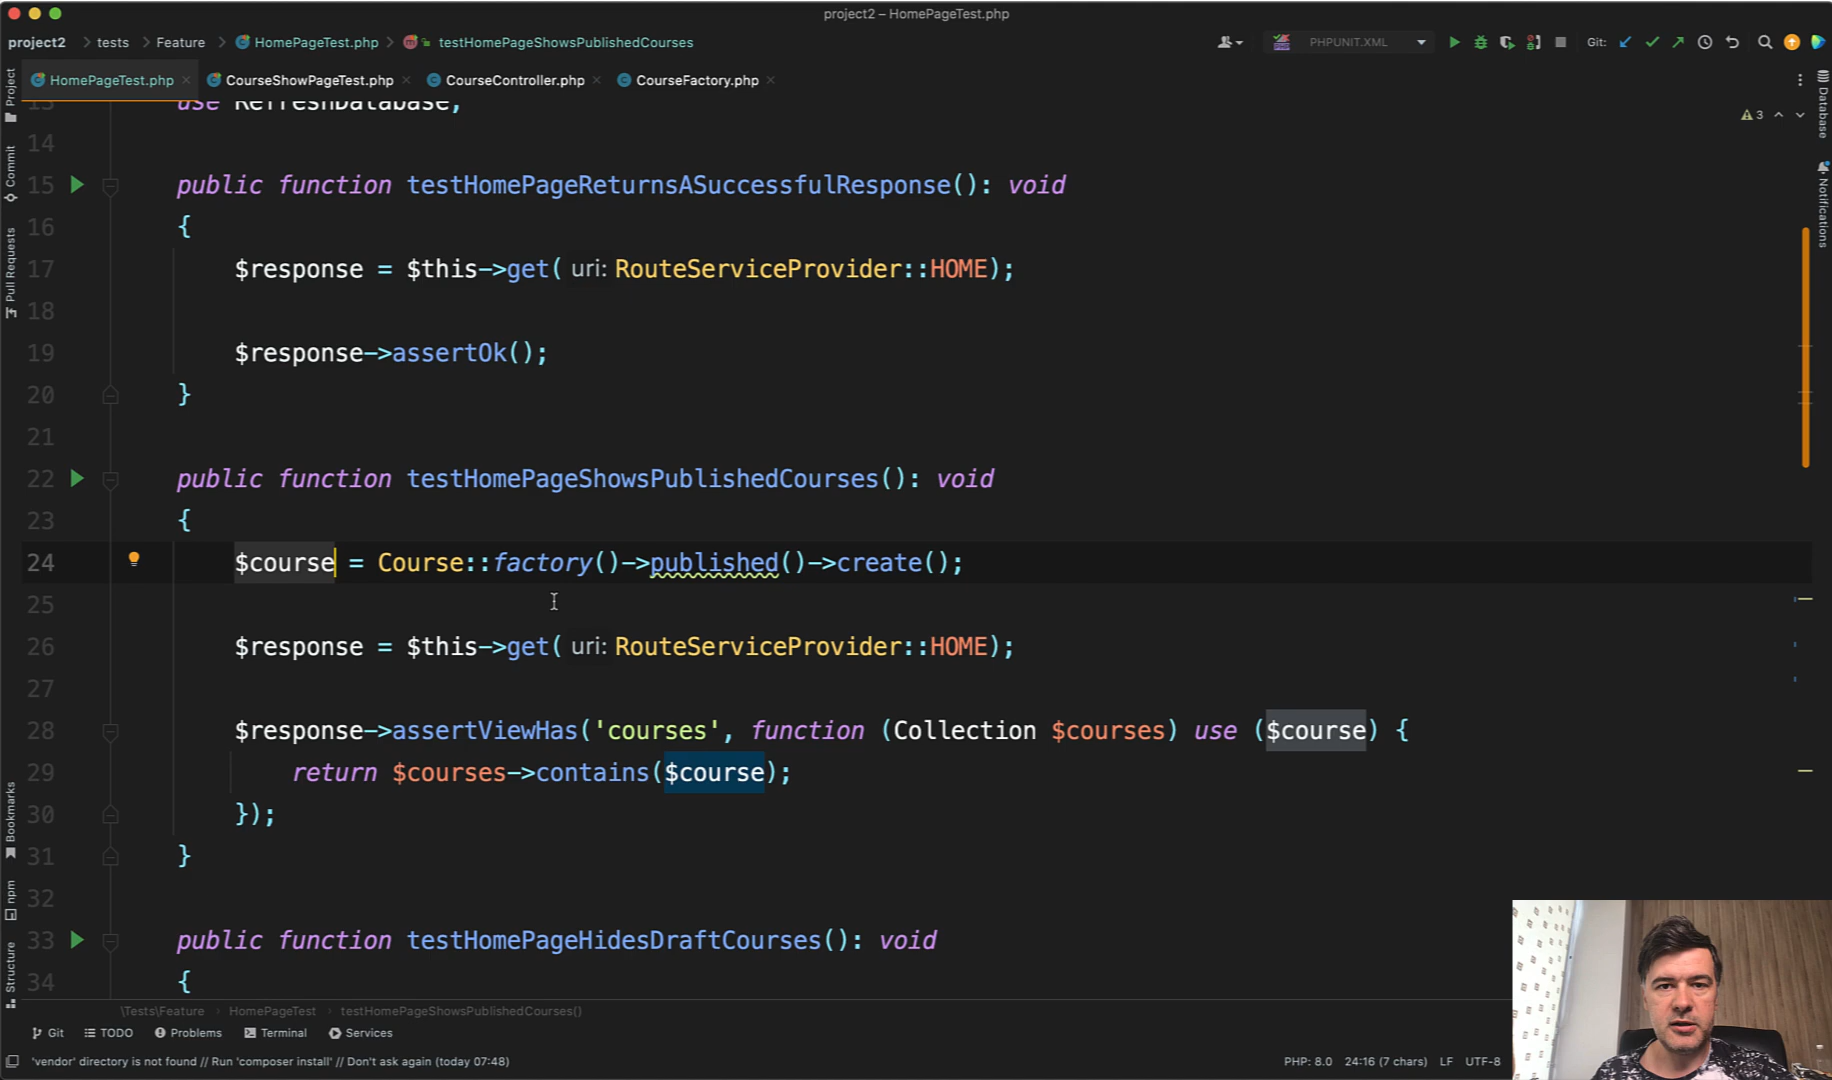 project2 – HomePageTest.php
project2 > tests > Feature > HomePageTest.php > testHomePageShowsPublishedCourses
PHPUNIT.XML
Git:
HomePageTest.php
CourseShowPageTest.php
CourseController.php
CourseFactory.php
3
Project
Commit
Pull Requests
Bookmarks
npm
Structure
Database
Notifications
13 use RefreshDatabase;
14
15 public function testHomePageReturnsASuccessfulResponse(): void
16 {
17 $response = $this->get( uri: RouteServiceProvider::HOME);
18
19 $response->assertOk();
20 }
21
22 public function testHomePageShowsPublishedCourses(): void
23 {
24 $course = Course::factory()->published()->create();
25
26 $response = $this->get( uri: RouteServiceProvider::HOME);
27
28 $response->assertViewHas('courses', function (Collection $courses) use ($course) {
29 return $courses->contains($course);
30 });
31 }
32
33 public function testHomePageHidesDraftCourses(): void
34 {
\Tests\Feature > HomePageTest > testHomePageShowsPublishedCourses()
Git
TODO
Problems
Terminal
Services
'vendor' directory is not found // Run 'composer install' // Don't ask again (today 07:48)
PHP: 8.0
24:16 (7 chars)
LF
UTF-8